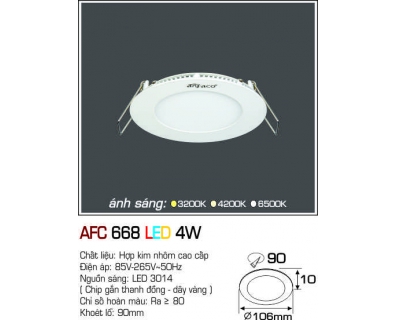 ánh sáng: 3200K 4200K 6500K
AFC 668 LED 4W
Chất liệu: Hợp kim nhôm cao cấp
Điện áp: 85V-265V~50Hz
Nguồn sáng: LED 3014
( Chip gắn thanh đồng - dây vàng )
Chỉ số hoàn màu: Ra ≥ 80
Khoét lố: 90mm
90
10
Ø106mm